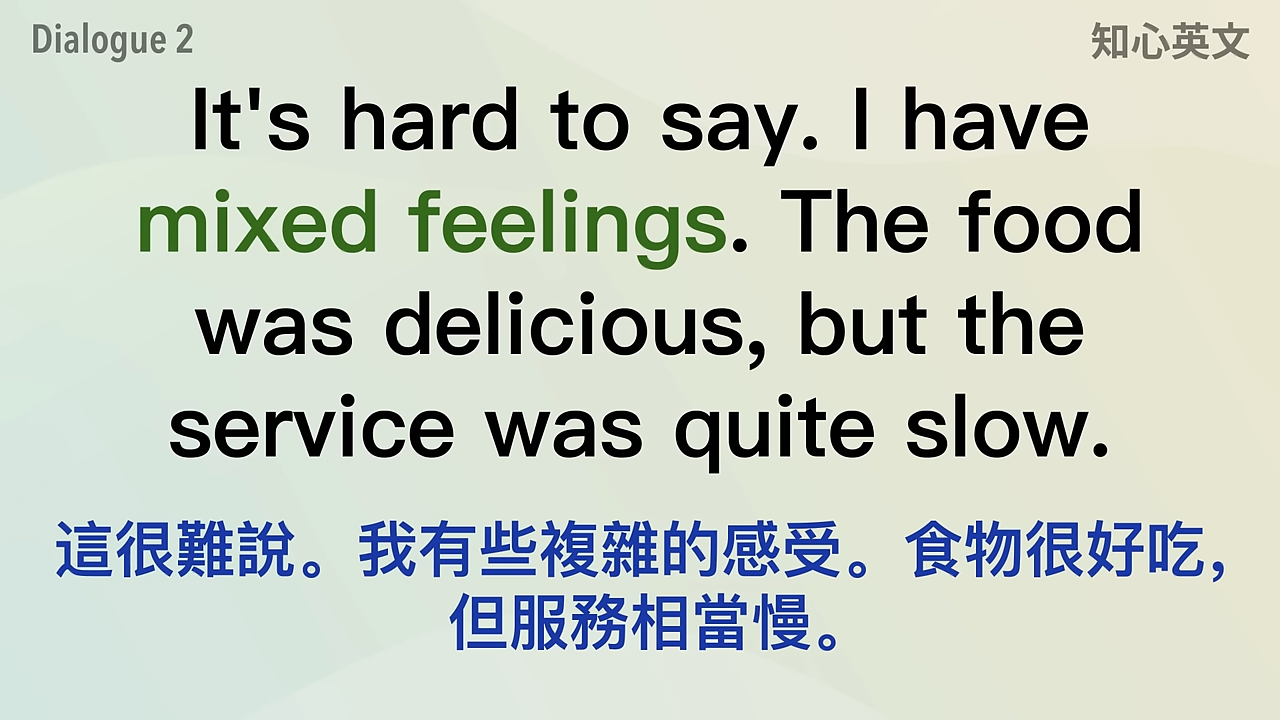 Dialogue 2
知心英文
It's hard to say. I have
mixed feelings. The food
was delicious, but the
service was quite slow.
這很難說。我有些複雜的感受。食物很好吃，
但服務相當慢。